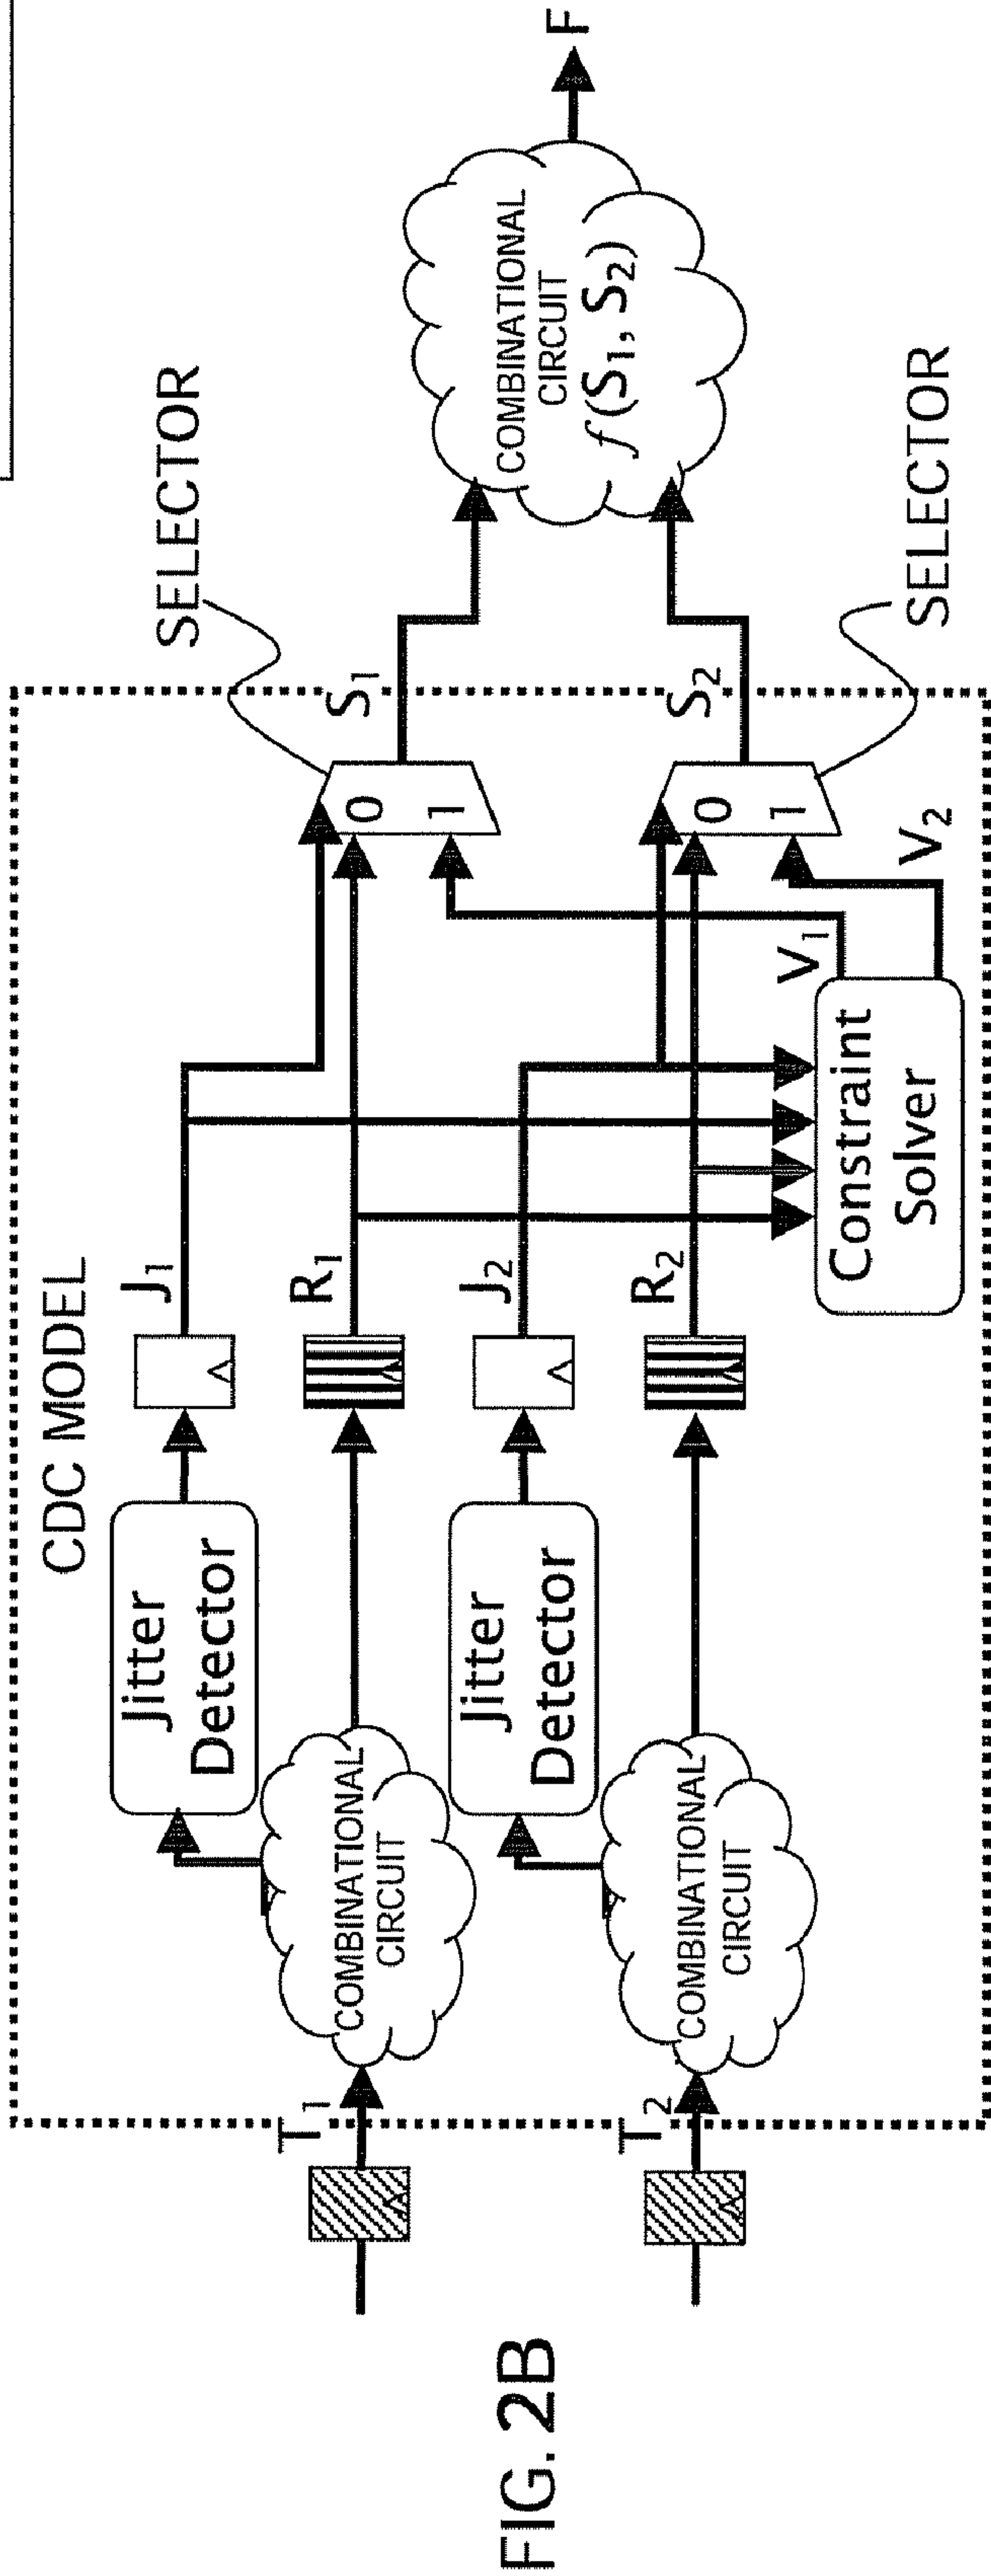 CDC MODEL
SELECTOR
Jitter
Detector
J1
S1
T1
COMBINATIONAL
CIRCUIT
R1
0
1
COMBINATIONAL
CIRCUIT
f(S1, S2)
F
Jitter
Detector
J2
S2
T2
COMBINATIONAL
CIRCUIT
R2
0
1
V1
V2
Constraint
Solver
SELECTOR
FIG. 2B